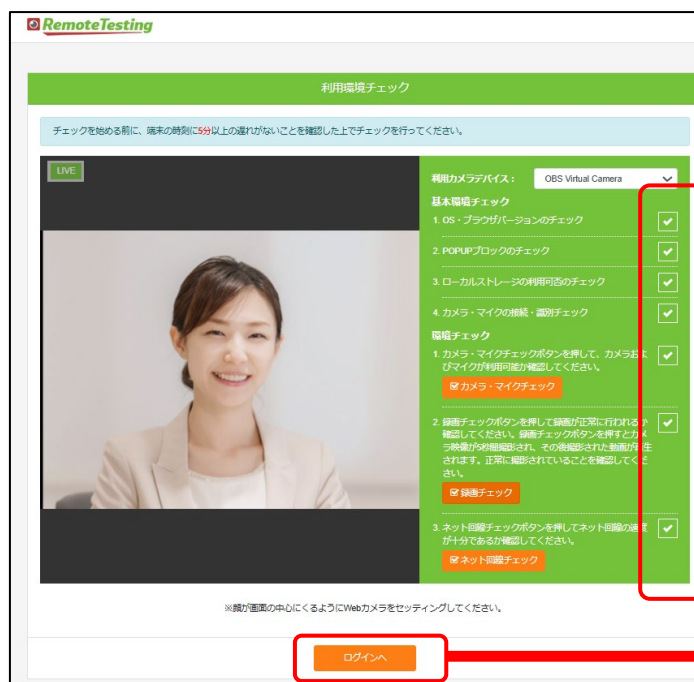 RemoteTesting
利用環境チェック
チェックを始める前に、端末の時刻に5分以上の遅れがないことを確認した上でチェックを行ってください。
LIVE
利用カメラデバイス: OBS Virtual Camera
基本環境チェック
1. OS・ブラウザバージョンのチェック
2. POPUPブロックのチェック
3. ローカルストレージの利用可否のチェック
4. カメラ・マイクの接続・識別チェック
環境チェック
1. カメラ・マイクチェックボタンを押して、カメラおよ
びマイクが利用可能か確認してください。
カメラ・マイクチェック
2. 録画チェックボタンを押して録画が正常に行われるか
確認してください。録画チェックボタンを押すとカメ
ラ映像が5秒間撮影され、その後撮影された動画が再生
されます。正常に撮影されていることを確認してくだ
さい。
録画チェック
3. ネット回線チェックボタンを押してネット回線の速度
が十分であるか確認してください。
ネット回線チェック
※顔が画面の中心にくるようにWebカメラをセッティングしてください。
ログインへ